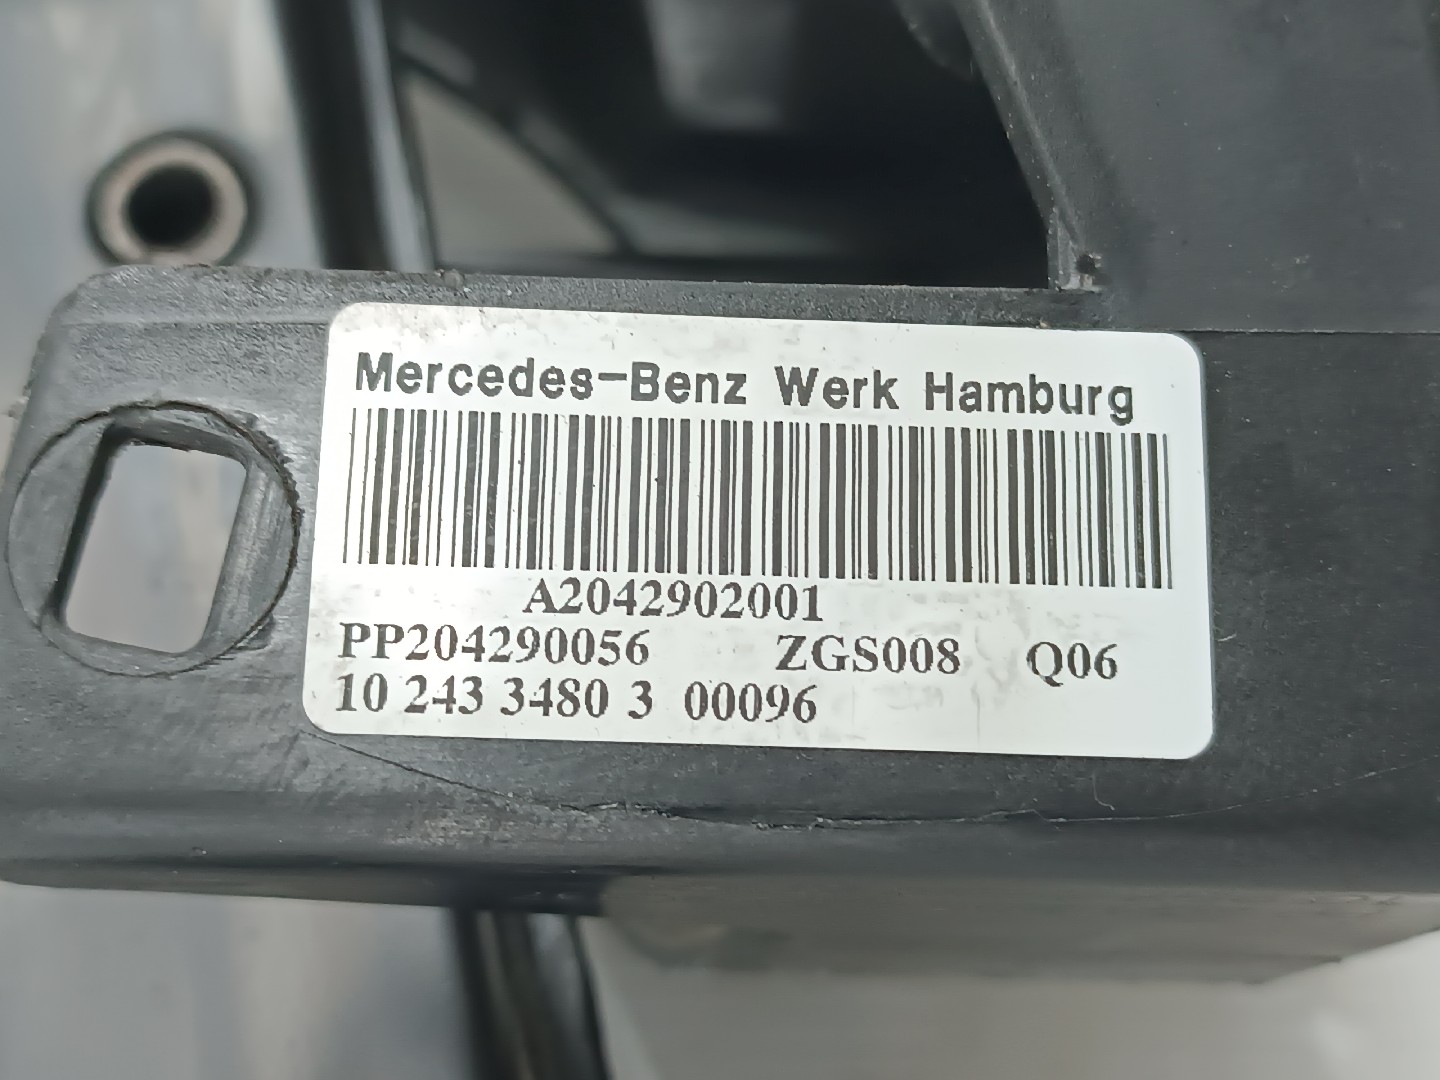 Mercedes-Benz Werk Hamburg
A2042902001
PP204290056 ZGS008 Q06
10 243 3480 3 00096